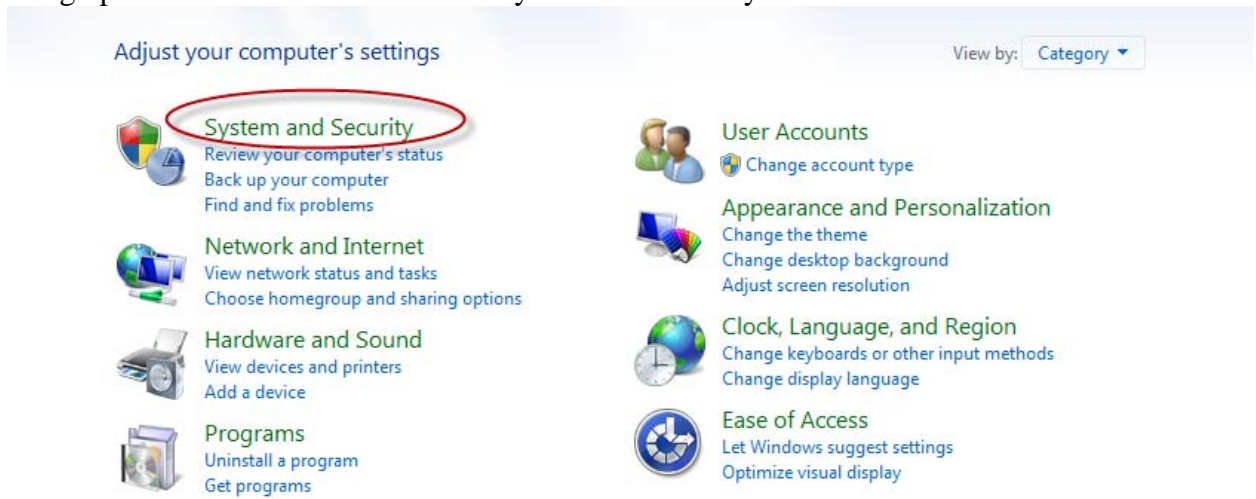 Adjust your computer's settings
View by: Category
System and Security
Review your computer's status
Back up your computer
Find and fix problems
Network and Internet
View network status and tasks
Choose homegroup and sharing options
Hardware and Sound
View devices and printers
Add a device
Programs
Uninstall a program
Get programs
User Accounts
Change account type
Appearance and Personalization
Change the theme
Change desktop background
Adjust screen resolution
Clock, Language, and Region
Change keyboards or other input methods
Change display language
Ease of Access
Let Windows suggest settings
Optimize visual display